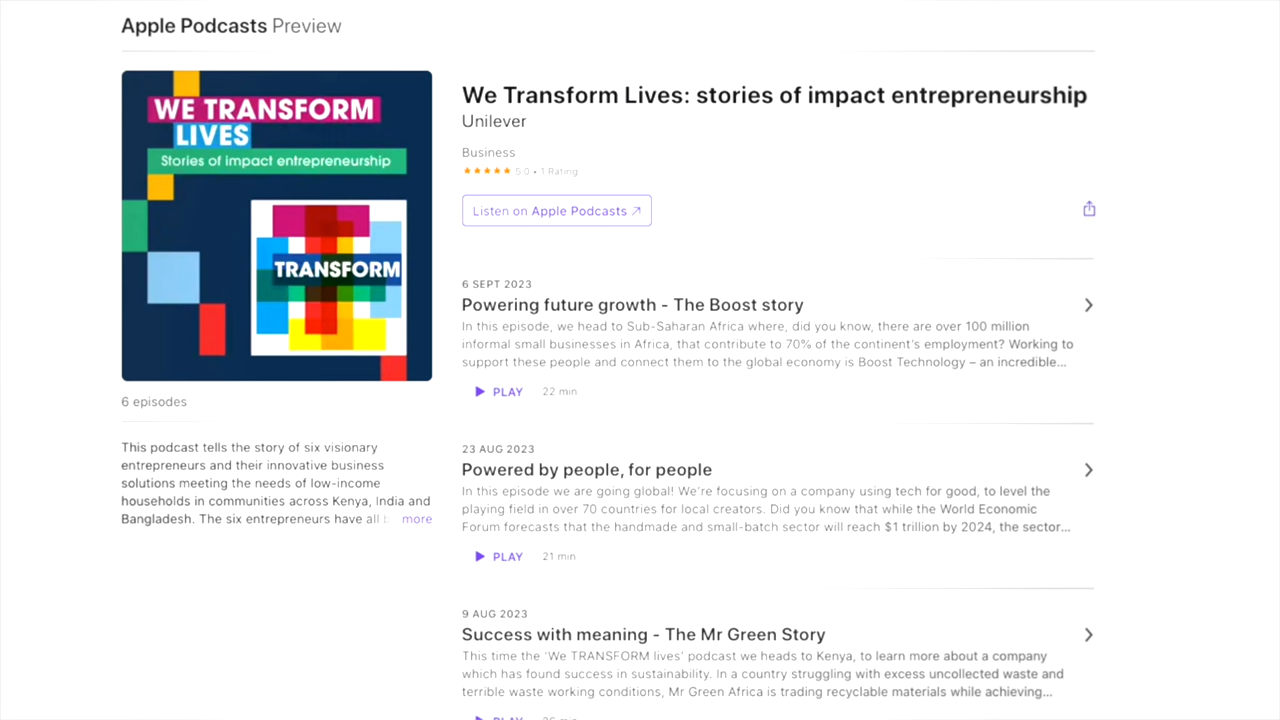 Apple Podcasts Preview
WE TRANSFORM
LIVES
Stories of impact entrepreneurship
TRANSFORM
6 episodes
This podcast tells the story of six visionary
entrepreneurs and their innovative business
solutions meeting the needs of low-income
households in communities across Kenya, India and
Bangladesh. The six entrepreneurs have all more
We Transform Lives: stories of impact entrepreneurship
Unilever
Business
★★★★★ 5.0 • 1 Rating
Listen on Apple Podcasts ↗
6 SEPT 2023
Powering future growth - The Boost story
In this episode, we head to Sub-Saharan Africa where, did you know, there are over 100 million
informal small businesses in Africa, that contribute to 70% of the continent's employment? Working to
support these people and connect them to the global economy is Boost Technology – an incredible...
PLAY 22 min
23 AUG 2023
Powered by people, for people
In this episode we are going global! We're focusing on a company using tech for good, to level the
playing field in over 70 countries for local creators. Did you know that while the World Economic
Forum forecasts that the handmade and small-batch sector will reach $1 trillion by 2024, the sector...
PLAY 21 min
9 AUG 2023
Success with meaning - The Mr Green Story
This time the 'We TRANSFORM lives' podcast we heads to Kenya, to learn more about a company
which has found success in sustainability. In a country struggling with excess uncollected waste and
terrible waste working conditions, Mr Green Africa is trading recyclable materials while achieving...
PLAY